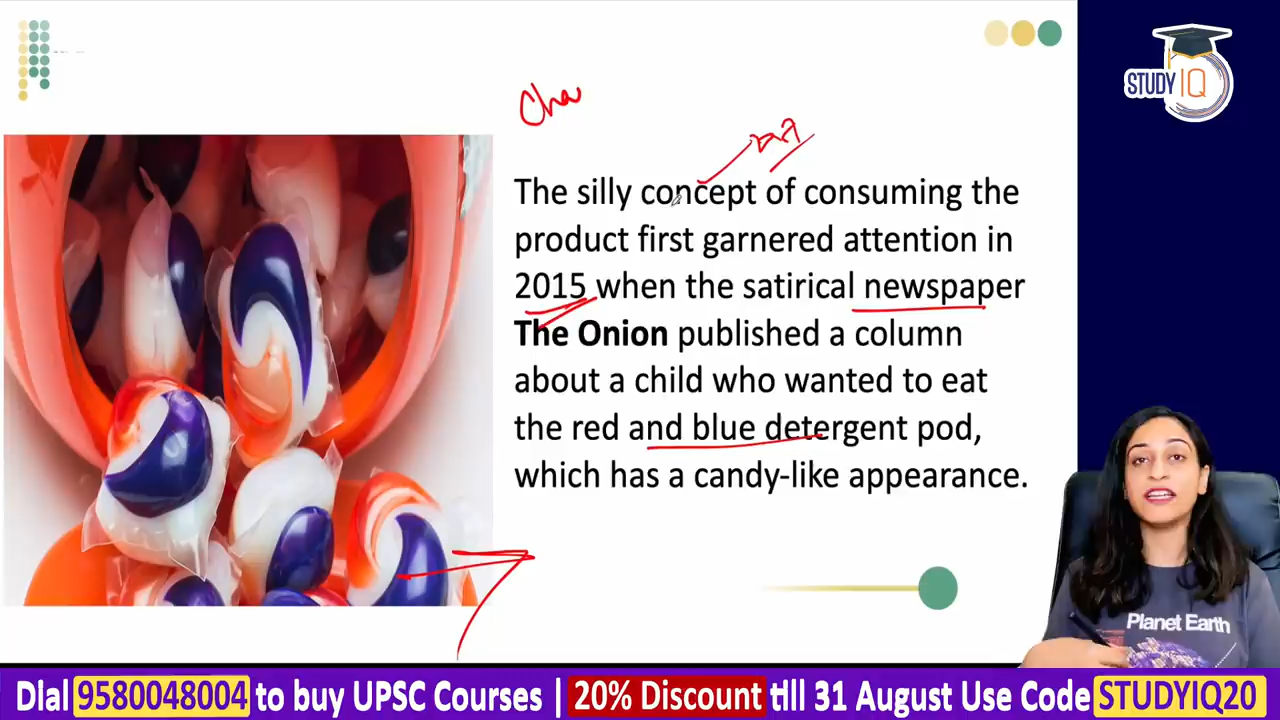 STUDY IQ
Cha
The silly concept of consuming the
product first garnered attention in
2015 when the satirical newspaper
The Onion published a column
about a child who wanted to eat
the red and blue detergent pod,
which has a candy-like appearance.
Planet Earth
Dial 9580048004 to buy UPSC Courses | 20% Discount till 31 August Use Code STUDYIQ20